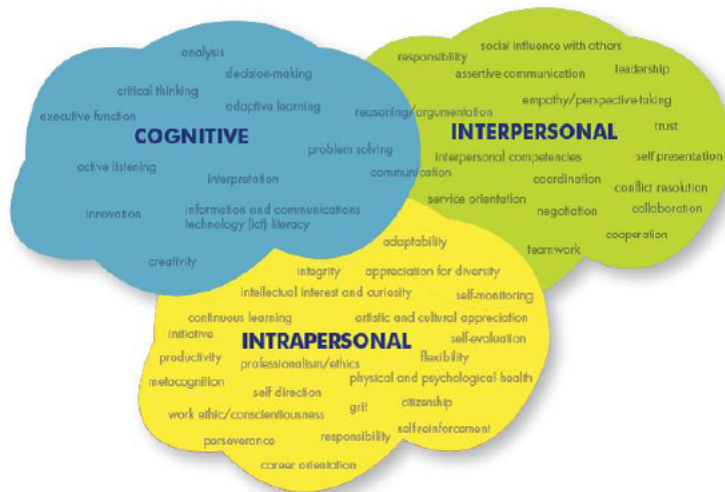 analysis
decision-making
critical thinking
adaptive learning
executive function
COGNITIVE
problem solving
active listening
interpretation
innovation
information and communications
technology (ict) literacy
creativity
reasoning/argumentation
communication
responsibility
social influence with others
leadership
assertive communication
empathy/perspective-taking
trust
INTERPERSONAL
interpersonal competencies
self presentation
coordination
conflict resolution
service orientation
negotiation
collaboration
cooperation
teamwork
adaptability
integrity
appreciation for diversity
intellectual interest and curiosity
self-monitoring
continuous learning
artistic and cultural appreciation
initiative
INTRAPERSONAL
self-evaluation
productivity
professionalism/ethics
flexibility
metacognition
physical and psychological health
self direction
grit
citizenship
work ethic/conscientiousness
perseverance
responsibility
self-reinforcement
career orientation